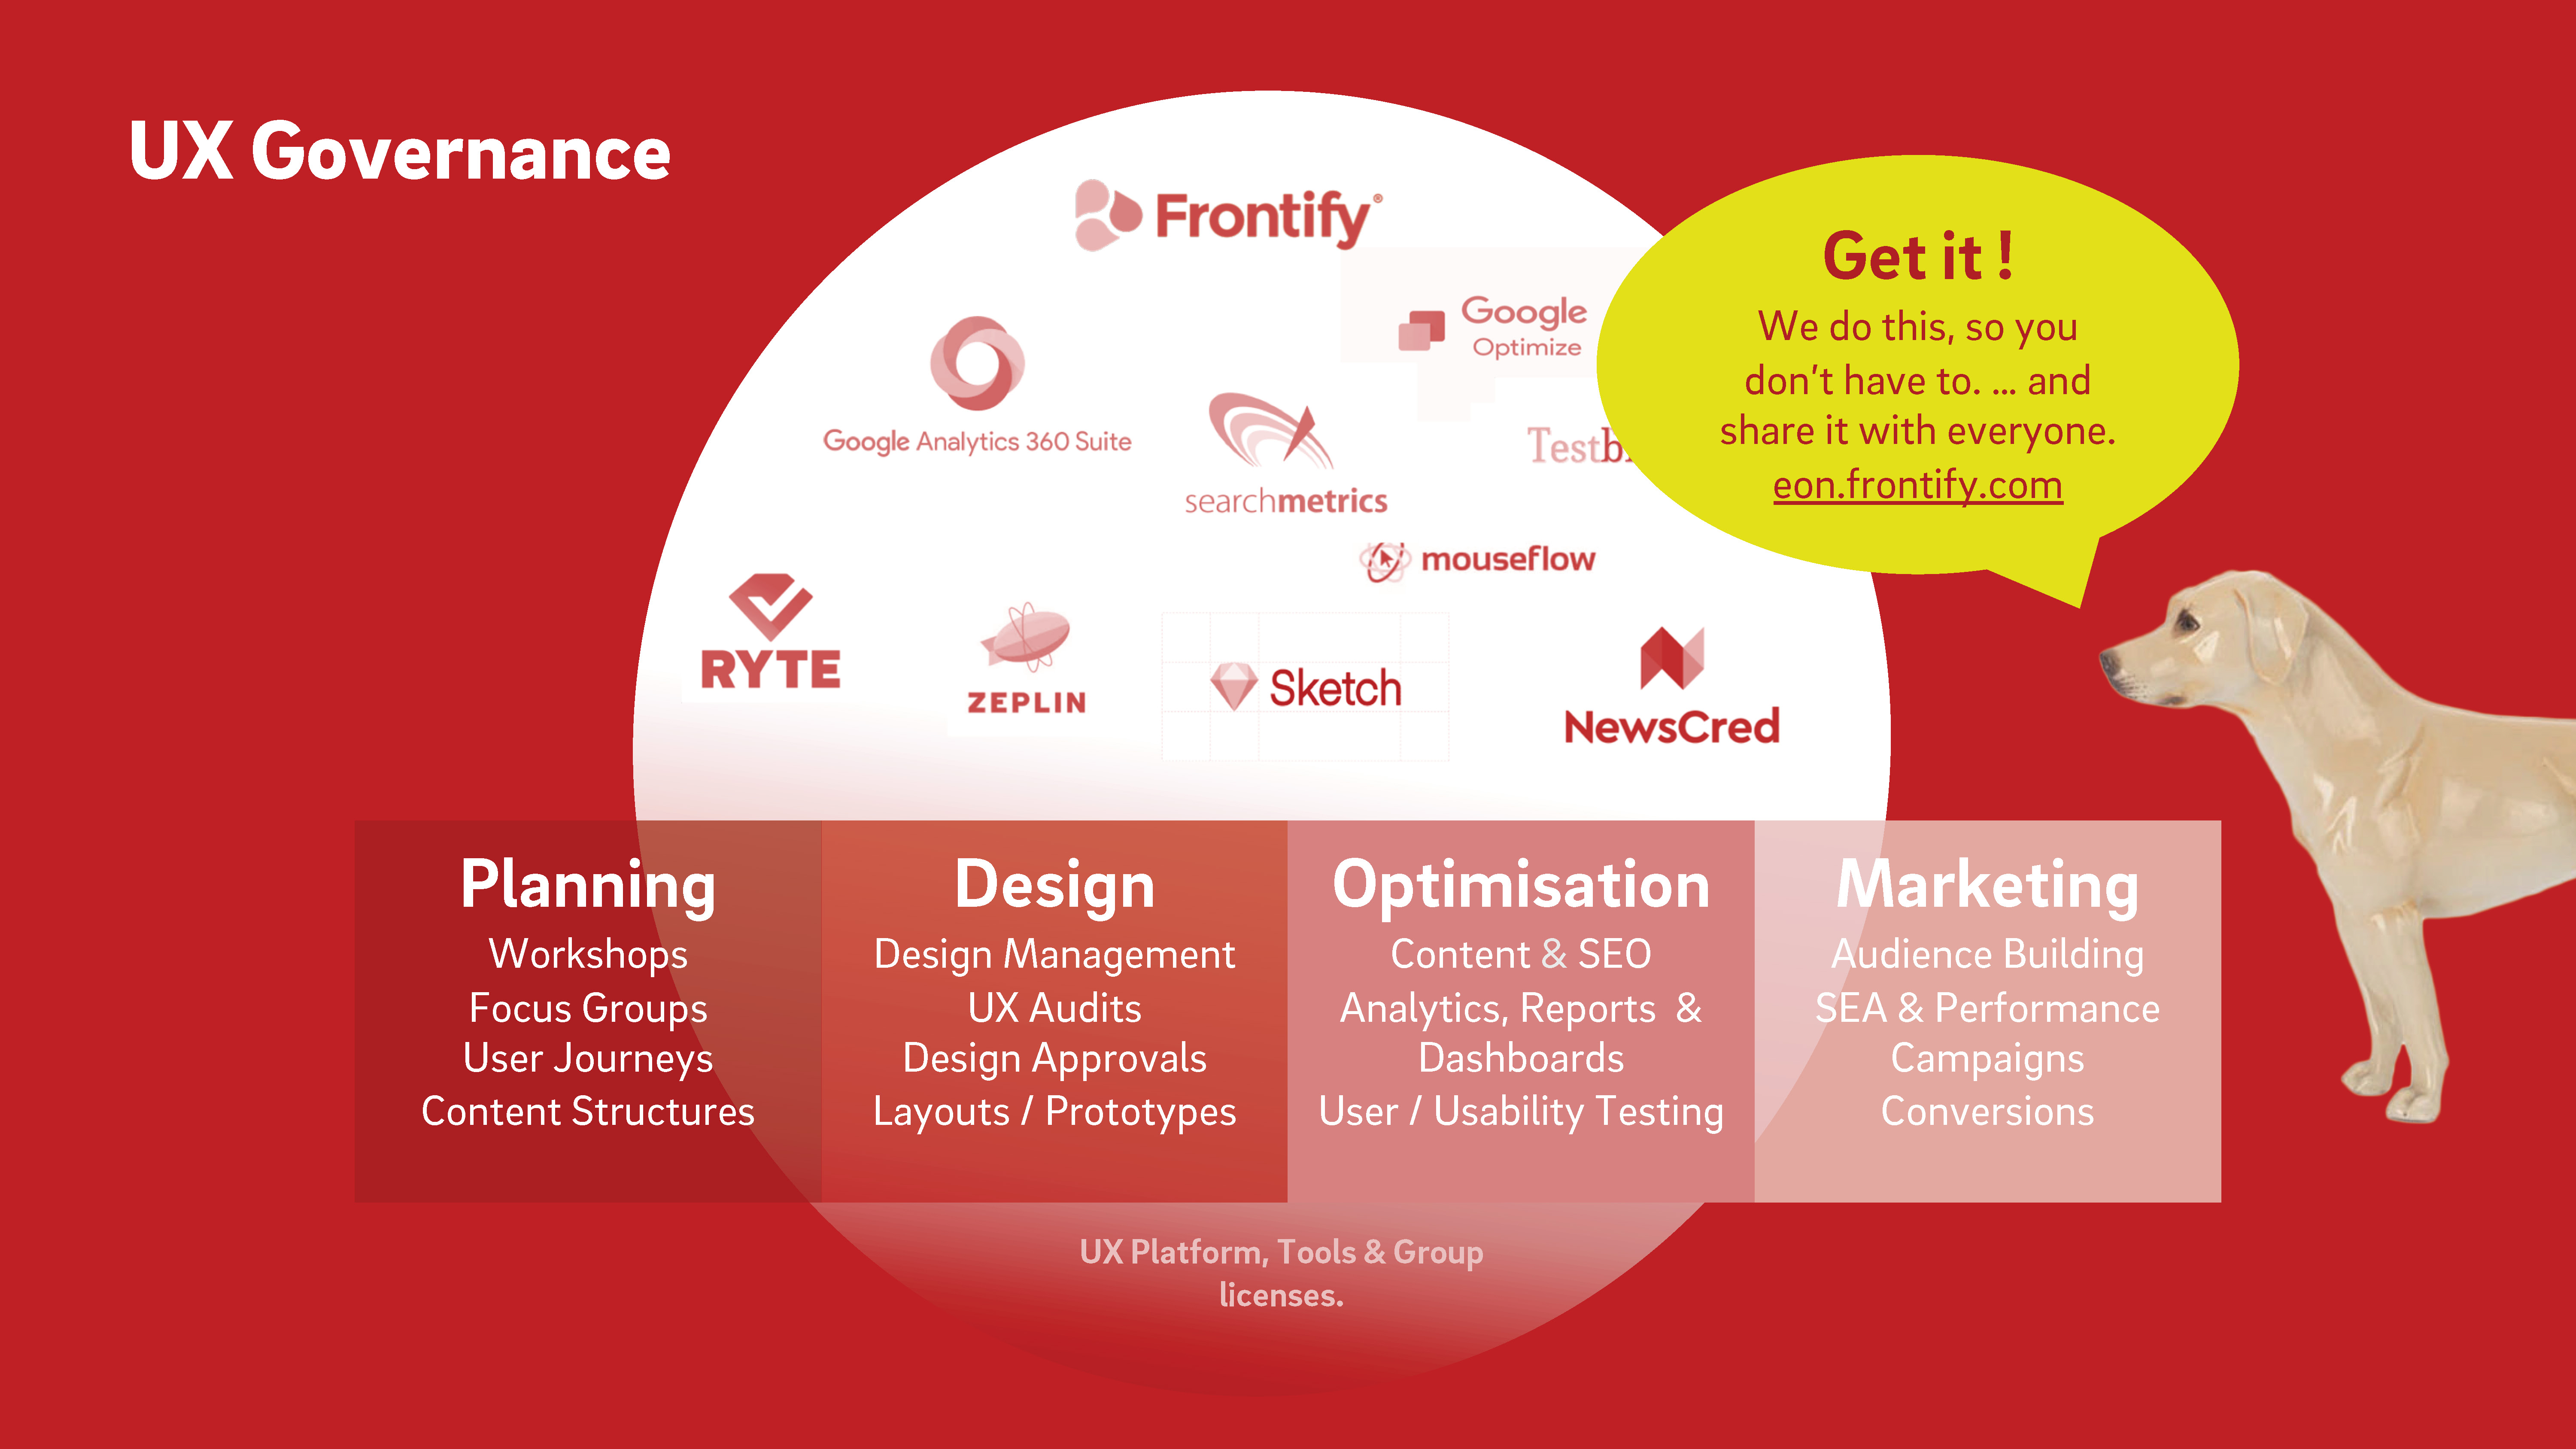 UX Governance
Frontify®
Google
Optimize
Google Analytics 360 Suite
searchmetrics
mouseflow
RYTE
ZEPLIN
Sketch
NewsCred
Get it !
We do this, so you
don't have to. ... and
share it with everyone.
eon.frontify.com
Planning
Workshops
Focus Groups
User Journeys
Content Structures
Design
Design Management
UX Audits
Design Approvals
Layouts / Prototypes
Optimisation
Content & SEO
Analytics, Reports &
Dashboards
User / Usability Testing
Marketing
Audience Building
SEA & Performance
Campaigns
Conversions
UX Platform, Tools & Group
licenses.